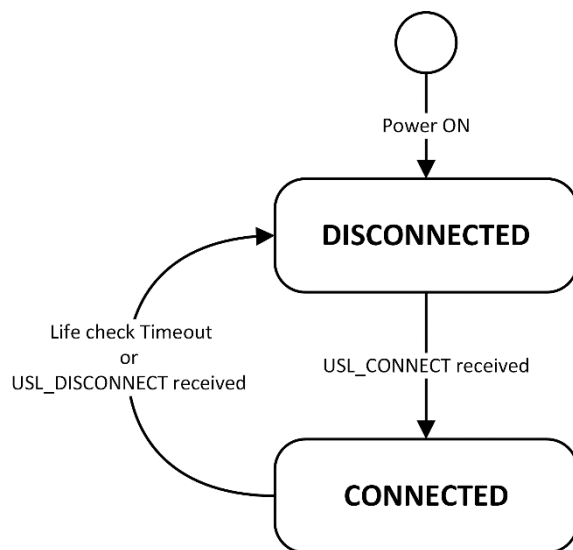 Power ON
DISCONNECTED
Life check Timeout
or
USL_DISCONNECT received
USL_CONNECT received
CONNECTED